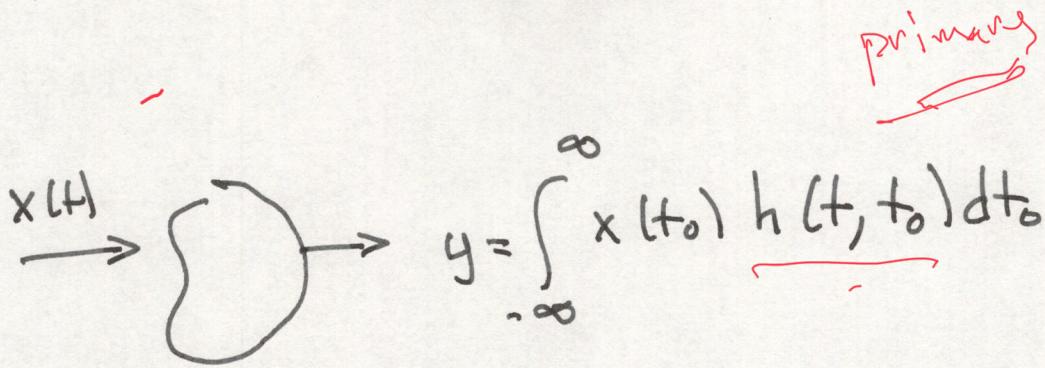 primary
x(t)
y = ∫_{-∞}^{∞} x(t₀) h(t, t₀) dt₀